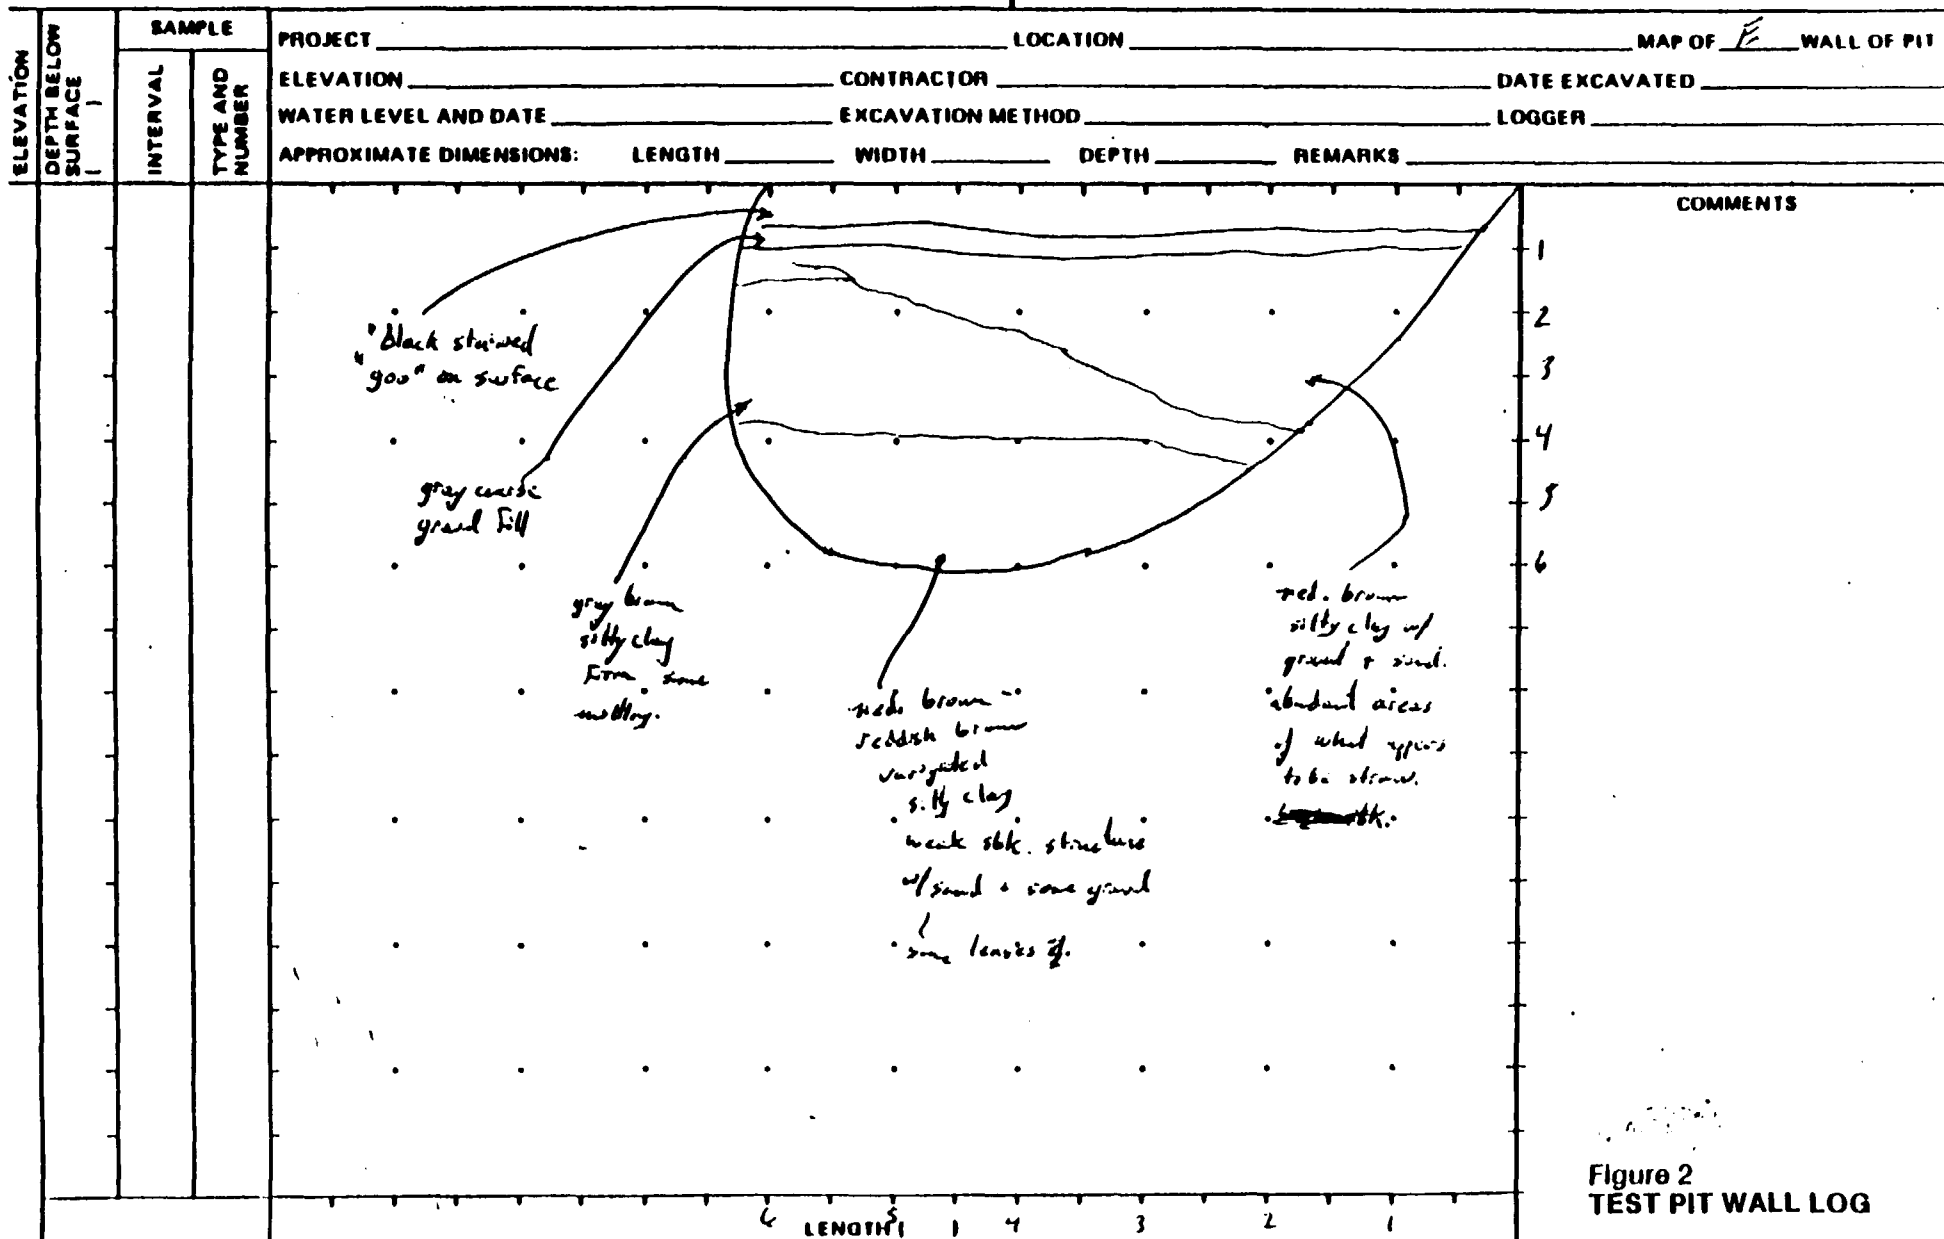 ELEVATION
DEPTH BELOW
SURFACE
SAMPLE
INTERVAL
TYPE AND
NUMBER
PROJECT LOCATION MAP OF E WALL OF PIT
ELEVATION CONTRACTOR DATE EXCAVATED
WATER LEVEL AND DATE EXCAVATION METHOD LOGGER
APPROXIMATE DIMENSIONS: LENGTH WIDTH DEPTH REMARKS
COMMENTS
1
2
3
4
5
6
"black stained
"goo" on surface
gray coarse
gravel fill
gray brown
silty clay
firm some
mottling.
med. brown -
reddish brown
silty clay
weak sbk. structure
w/ sand + some gravel
some leaves
med. brown
silty clay w/
gravel + sand.
abundant areas
of what appears
to be straw.
6 5 4 3 2 1
LENGTH
Figure 2
TEST PIT WALL LOG